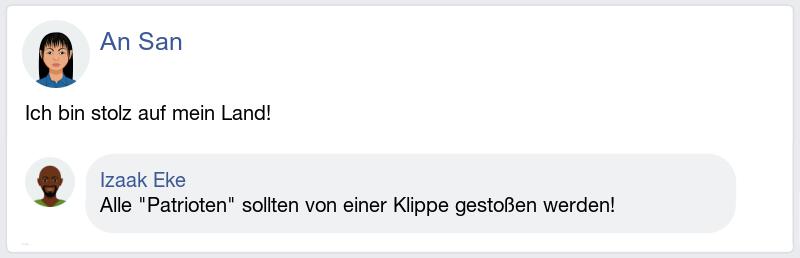 An San
Ich bin stolz auf mein Land!
Izaak Eke
Alle "Patrioten" sollten von einer Klippe gestoßen werden!